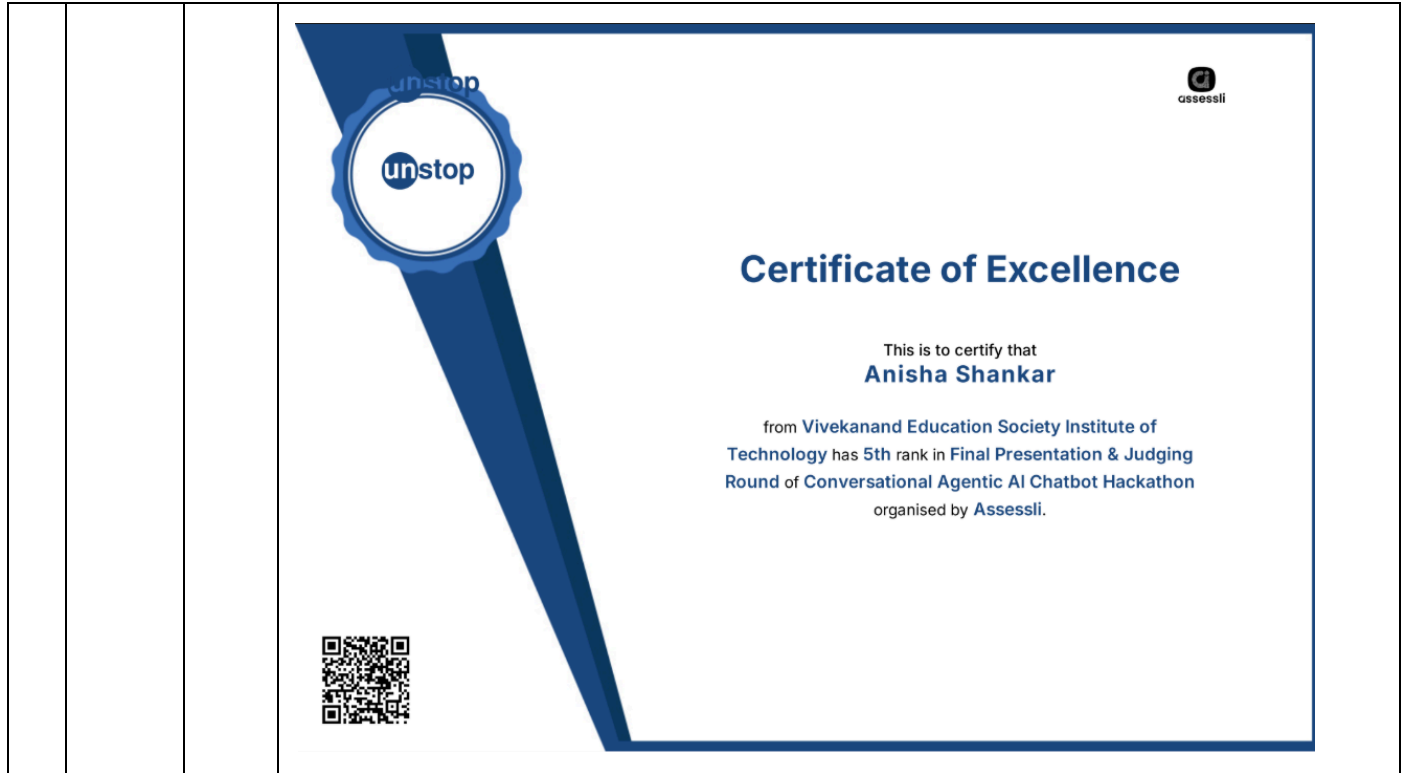 unstop
assessli
unstop
Certificate of Excellence
This is to certify that
Anisha Shankar
from Vivekanand Education Society Institute of
Technology has 5th rank in Final Presentation & Judging
Round of Conversational Agentic AI Chatbot Hackathon
organised by Assessli.